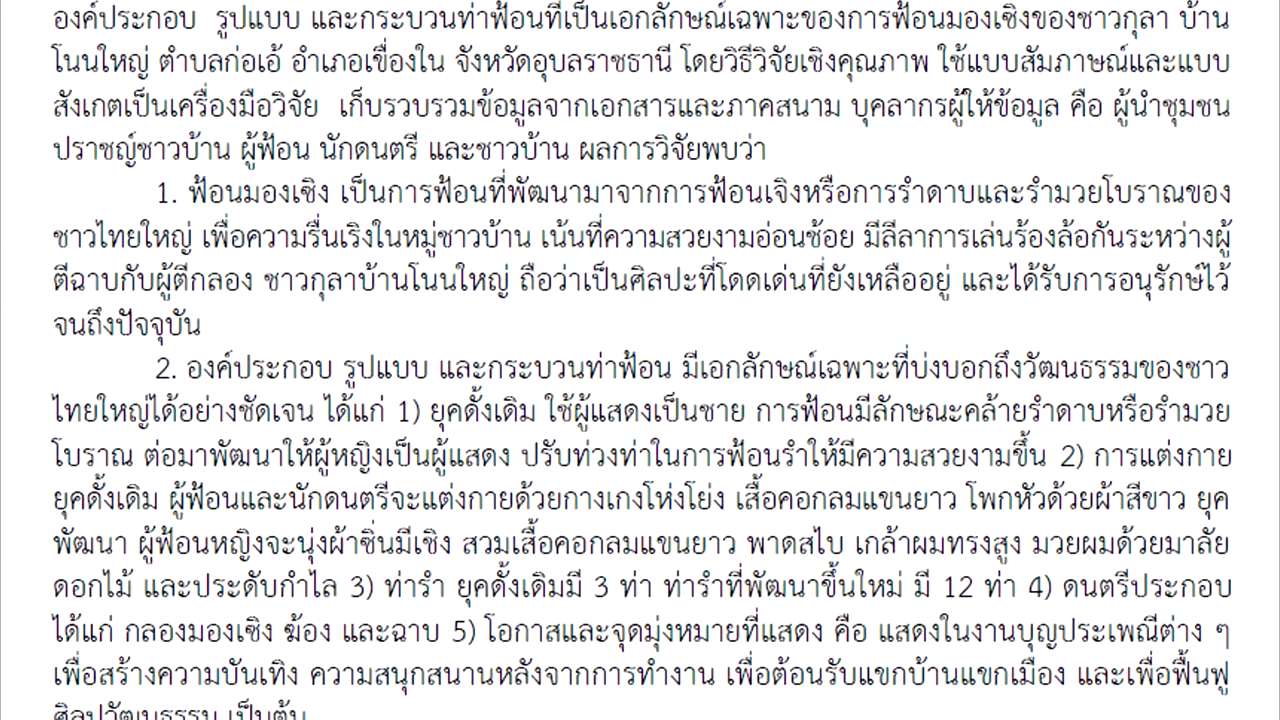 องค์ประกอบ รูปแบบ และกระบวนท่าฟ้อนที่เป็นเอกลักษณ์เฉพาะของการฟ้อนมองเซิงของชาวกุลา บ้าน
โนนใหญ่ ตำบลก่อเอ้ อำเภอเขื่องใน จังหวัดอุบลราชธานี โดยวิธีวิจัยเชิงคุณภาพ ใช้แบบสัมภาษณ์และแบบ
สังเกตเป็นเครื่องมือวิจัย เก็บรวบรวมข้อมูลจากเอกสารและภาคสนาม บุคลากรผู้ให้ข้อมูล คือ ผู้นำชุมชน
ปราชญ์ชาวบ้าน ผู้ฟ้อน นักดนตรี และชาวบ้าน ผลการวิจัยพบว่า
1. ฟ้อนมองเซิง เป็นการฟ้อนที่พัฒนามาจากการฟ้อนเจิงหรือการรำดาบและรำมวยโบราณของ
ชาวไทยใหญ่ เพื่อความรื่นเริงในหมู่ชาวบ้าน เน้นที่ความสวยงามอ่อนช้อย มีลีลาการเล่นร้องล้อกันระหว่างผู้
ตีฉาบกับผู้ตีกลอง ชาวกุลาบ้านโนนใหญ่ ถือว่าเป็นศิลปะที่โดดเด่นที่ยังเหลืออยู่ และได้รับการอนุรักษ์ไว้
จนถึงปัจจุบัน
2. องค์ประกอบ รูปแบบ และกระบวนท่าฟ้อน มีเอกลักษณ์เฉพาะที่บ่งบอกถึงวัฒนธรรมของชาว
ไทยใหญ่ได้อย่างชัดเจน ได้แก่ 1) ยุคดั้งเดิม ใช้ผู้แสดงเป็นชาย การฟ้อนมีลักษณะคล้ายรำดาบหรือรำมวย
โบราณ ต่อมาพัฒนาให้ผู้หญิงเป็นผู้แสดง ปรับท่วงท่าในการฟ้อนรำให้มีความสวยงามขึ้น 2) การแต่งกาย
ยุคดั้งเดิม ผู้ฟ้อนและนักดนตรีจะแต่งกายด้วยกางเกงโห่งโย่ง เสื้อคอกลมแขนยาว โพกหัวด้วยผ้าสีขาว ยุค
พัฒนา ผู้ฟ้อนหญิงจะนุ่งผ้าซิ่นมีเชิง สวมเสื้อคอกลมแขนยาว พาดสไบ เกล้าผมทรงสูง มวยผมด้วยมาลัย
ดอกไม้ และประดับกำไล 3) ท่ารำ ยุคดั้งเดิมมี 3 ท่า ท่ารำที่พัฒนาขึ้นใหม่ มี 12 ท่า 4) ดนตรีประกอบ
ได้แก่ กลองมองเซิง ฆ้อง และฉาบ 5) โอกาสและจุดมุ่งหมายที่แสดง คือ แสดงในงานบุญประเพณีต่าง ๆ
เพื่อสร้างความบันเทิง ความสนุกสนานหลังจากการทำงาน เพื่อต้อนรับแขกบ้านแขกเมือง และเพื่อฟื้นฟู
ศิลปวัฒนธรรม เป็นต้น